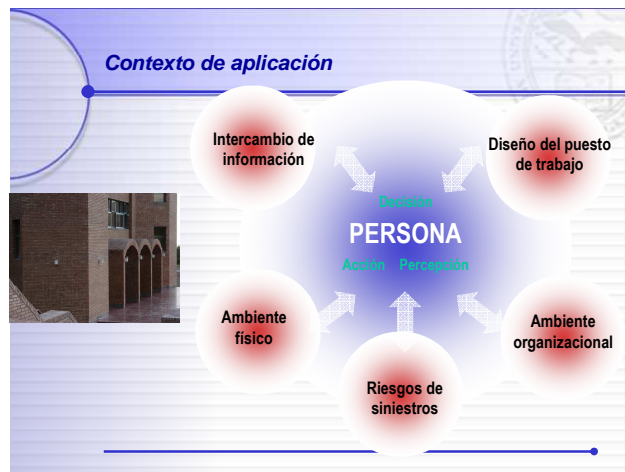 Contexto de aplicación
Intercambio de
información
Diseño del puesto
de trabajo
Decisión
PERSONA
Acción Percepción
Ambiente
físico
Ambiente
organizacional
Riesgos de
siniestros